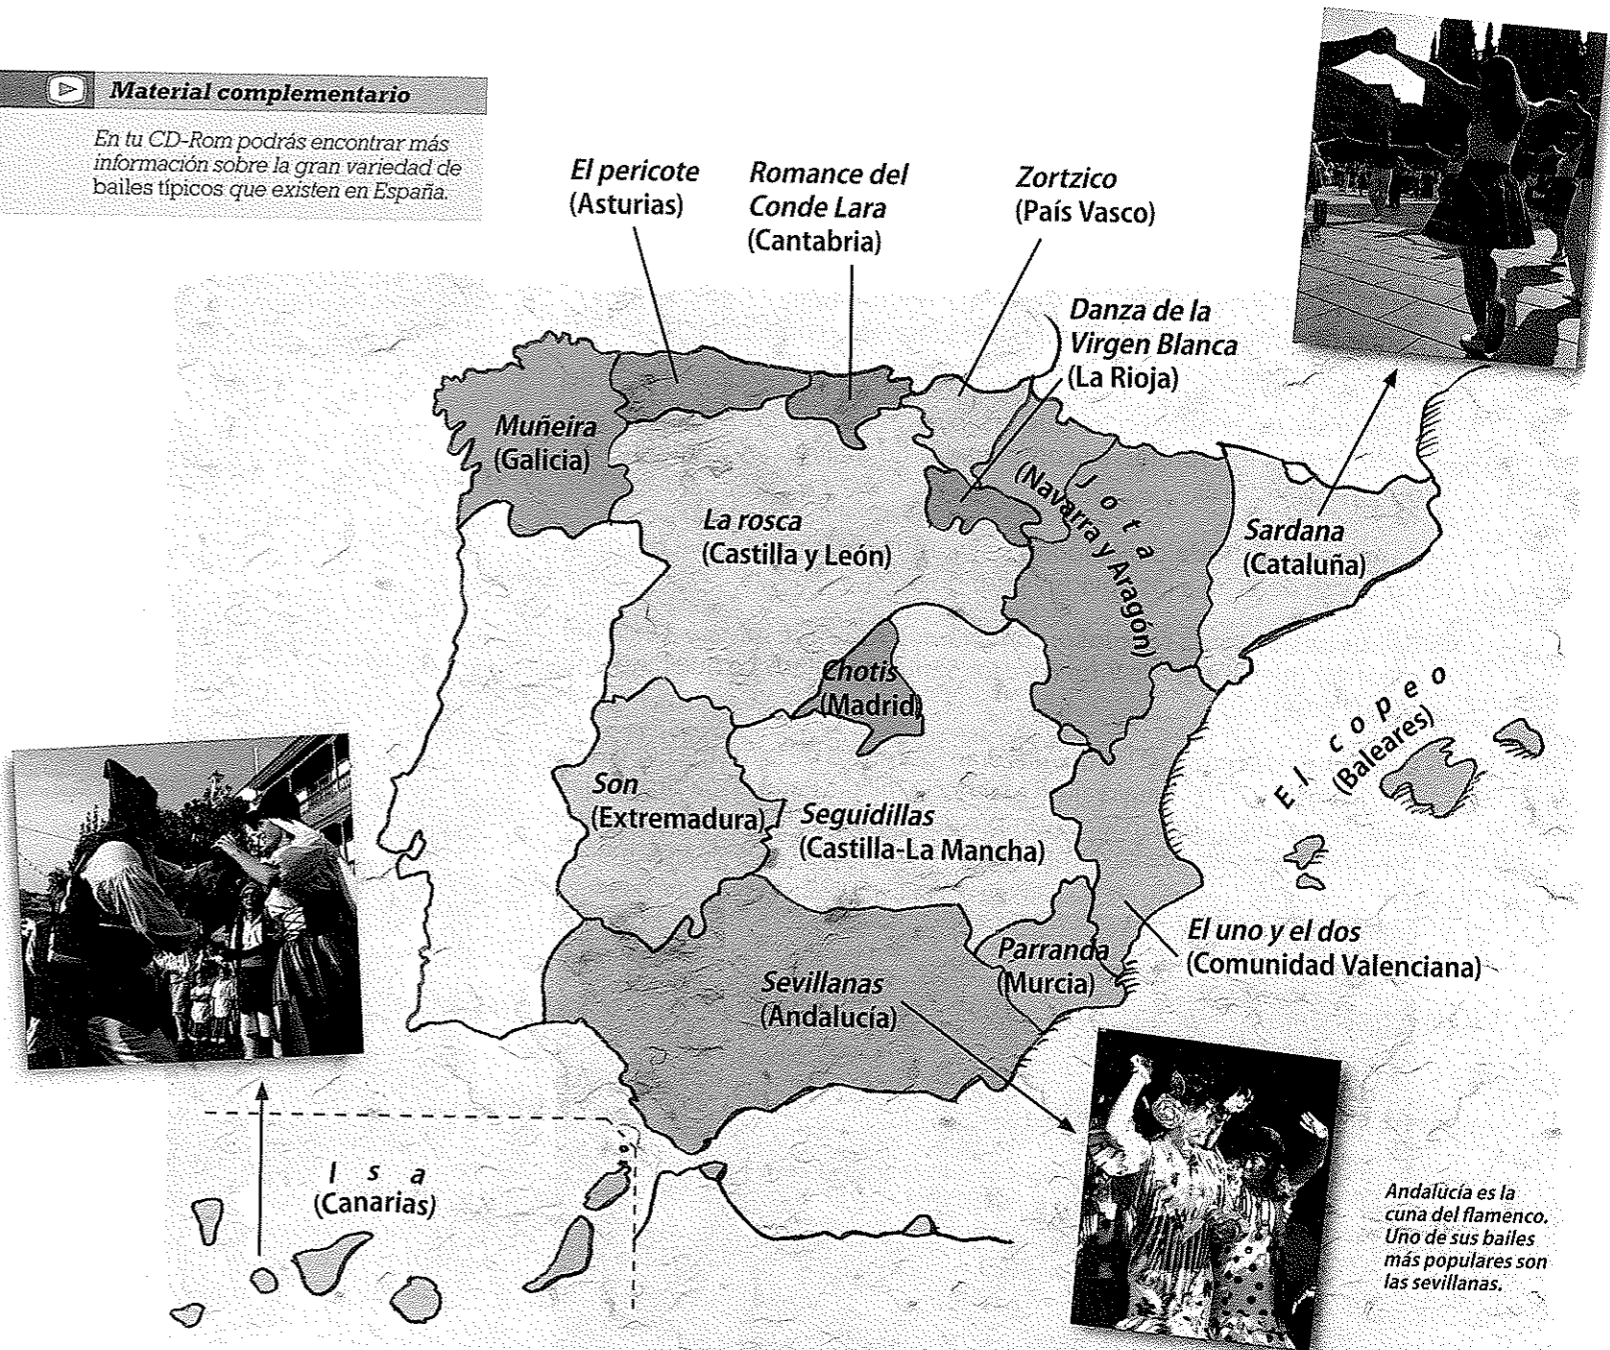 Material complementario
En tu CD-Rom podrás encontrar más
información sobre la gran variedad de
bailes típicos que existen en España.
El pericote
(Asturias)
Romance del
Conde Lara
(Cantabria)
Zortzico
(País Vasco)
Danza de la
Virgen Blanca
(La Rioja)
Muñeira
(Galicia)
La rosca
(Castilla y León)
Jota
(Navarra y Aragón)
Sardana
(Cataluña)
Chotis
(Madrid)
El copeo
(Baleares)
Son
(Extremadura)
Seguidillas
(Castilla-La Mancha)
El uno y el dos
(Comunidad Valenciana)
Parranda
(Murcia)
Sevillanas
(Andalucía)
Isa
(Canarias)
Andalucía es la
cuna del flamenco.
Uno de sus bailes
más populares son
las sevillanas.